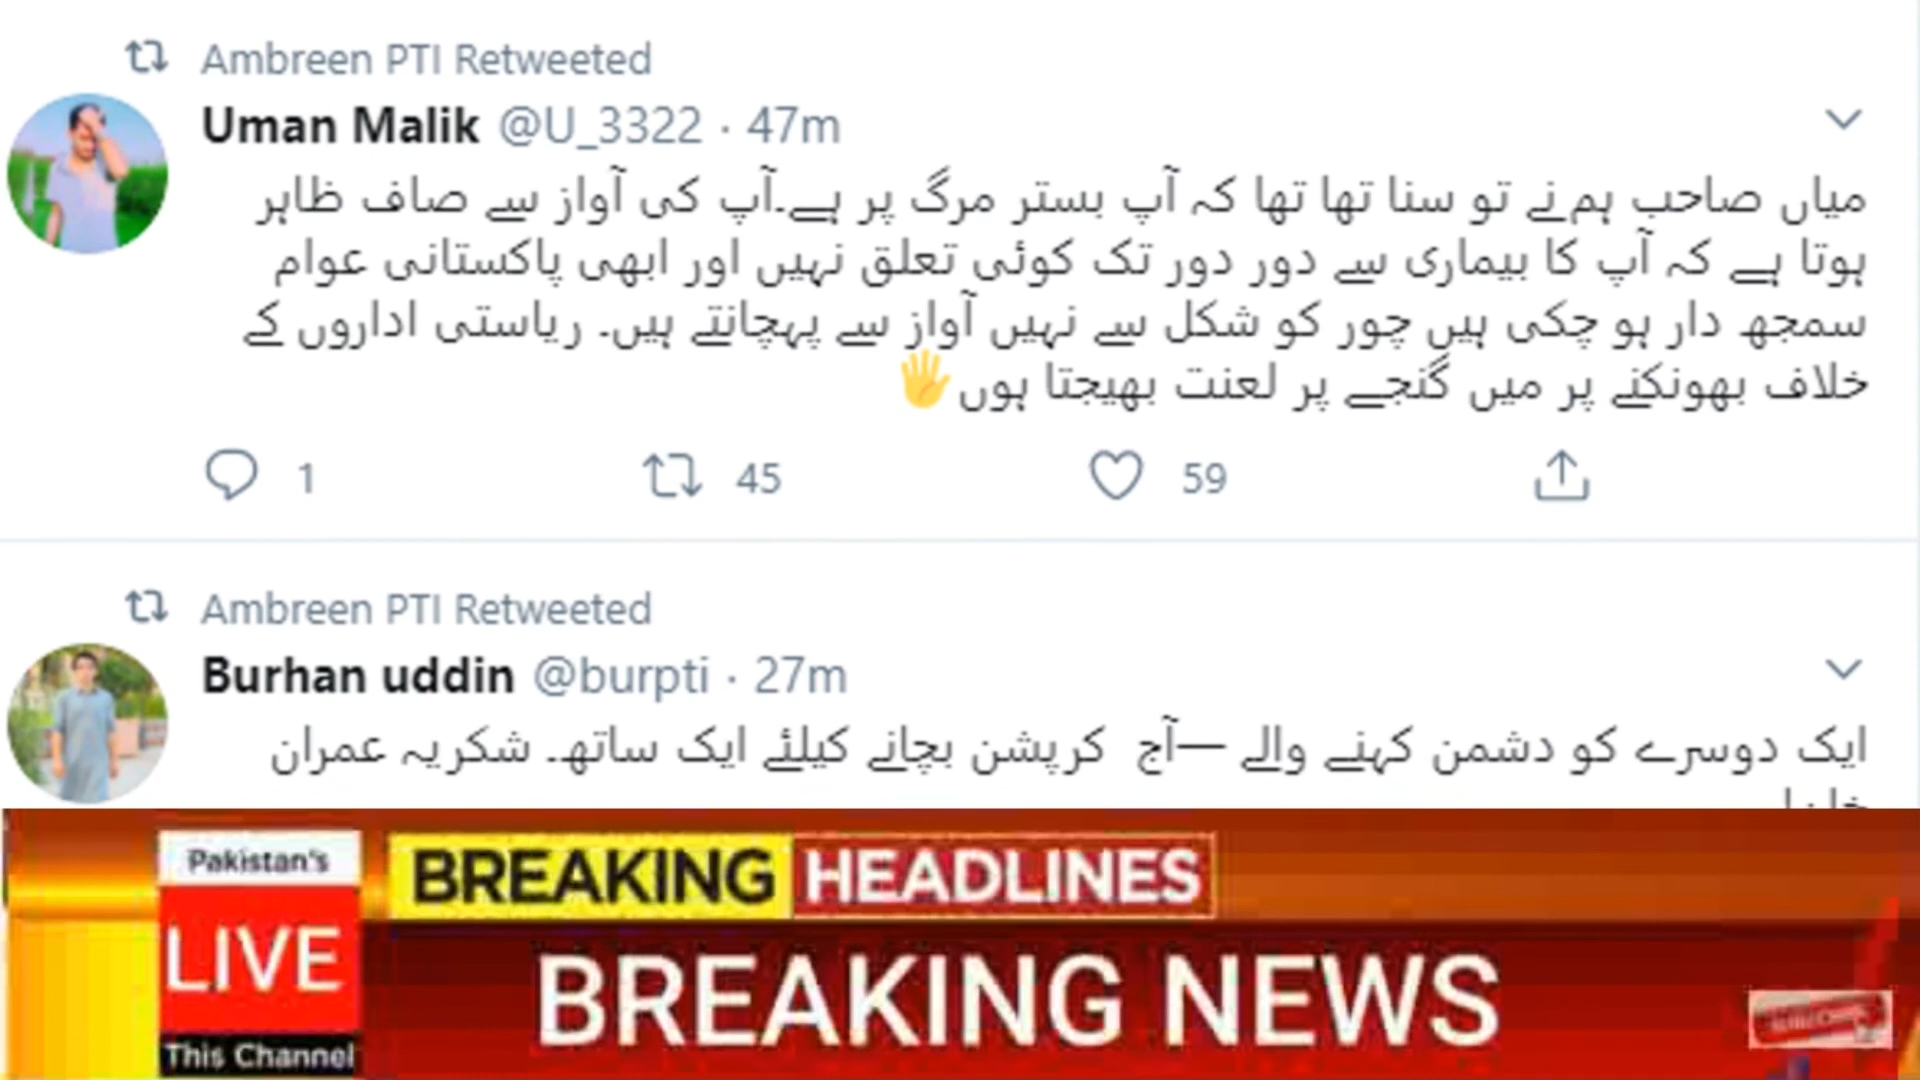 Ambreen PTI Retweeted
Uman Malik @U_3322 · 47m
میاں صاحب ہم نے تو سنا تھا تھا کہ آپ بستر مرگ پر ہے۔آپ کی آواز سے صاف ظاہر
ہوتا ہے کہ آپ کا بیماری سے دور دور تک کوئی تعلق نہیں اور ابھی پاکستانی عوام
سمجھ دار ہو چکی ہیں چور کو شکل سے نہیں آواز سے پہچانتے ہیں۔ ریاستی اداروں کے
خلاف بھونکنے پر میں گنجے پر لعنت بھیجتا ہوں🖐
1 45 59
Ambreen PTI Retweeted
Burhan uddin @burpti · 27m
ایک دوسرے کو دشمن کہنے والے —آج کرپشن بچانے کیلئے ایک ساتھ۔ شکریہ عمران
Pakistan's
LIVE
This Channel
BREAKING HEADLINES
BREAKING NEWS